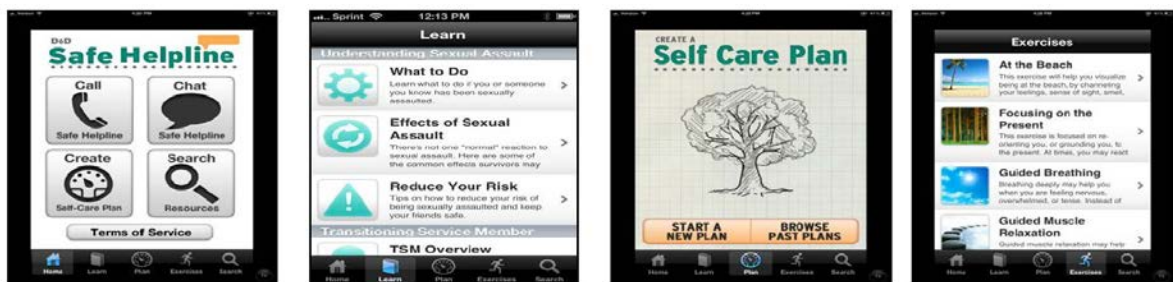 DoD
Safe Helpline
Call
Safe Helpline
Chat
Safe Helpline
Create
Self-Care Plan
Search
Resources
Terms of Service
Home
Learn
Plan
Exercises
Search
Sprint
12:13 PM
Learn
Understanding Sexual Assault
What to Do
Learn what to do if you or someone
you know has been sexually
assaulted.
Effects of Sexual
Assault
There's not one "normal" reaction to
sexual assault. Here are some of
the common effects survivors may
Reduce Your Risk
Tips on how to reduce your risk of
being sexually assaulted and keep
your friends safe.
Transitioning Service Member
TSM Overview
Home
Learn
Plan
Exercises
Search
CREATE A
Self Care Plan
START A
NEW PLAN
BROWSE
PAST PLANS
Home
Learn
Plan
Exercises
Search
Exercises
At the Beach
This exercise will help you visualize
being at the beach, by channeling
your feelings, sense of sight, smell,
Focusing on the
Present
This exercise is focused on re-
orienting you, or grounding you, to
the present. At times, you may react
Guided Breathing
Breathing deeply may help you
when you are feeling nervous,
overwhelmed, or tense. Instead of
Guided Muscle
Relaxation
Guided muscle relaxation may help
Home
Learn
Plan
Exercises
Search